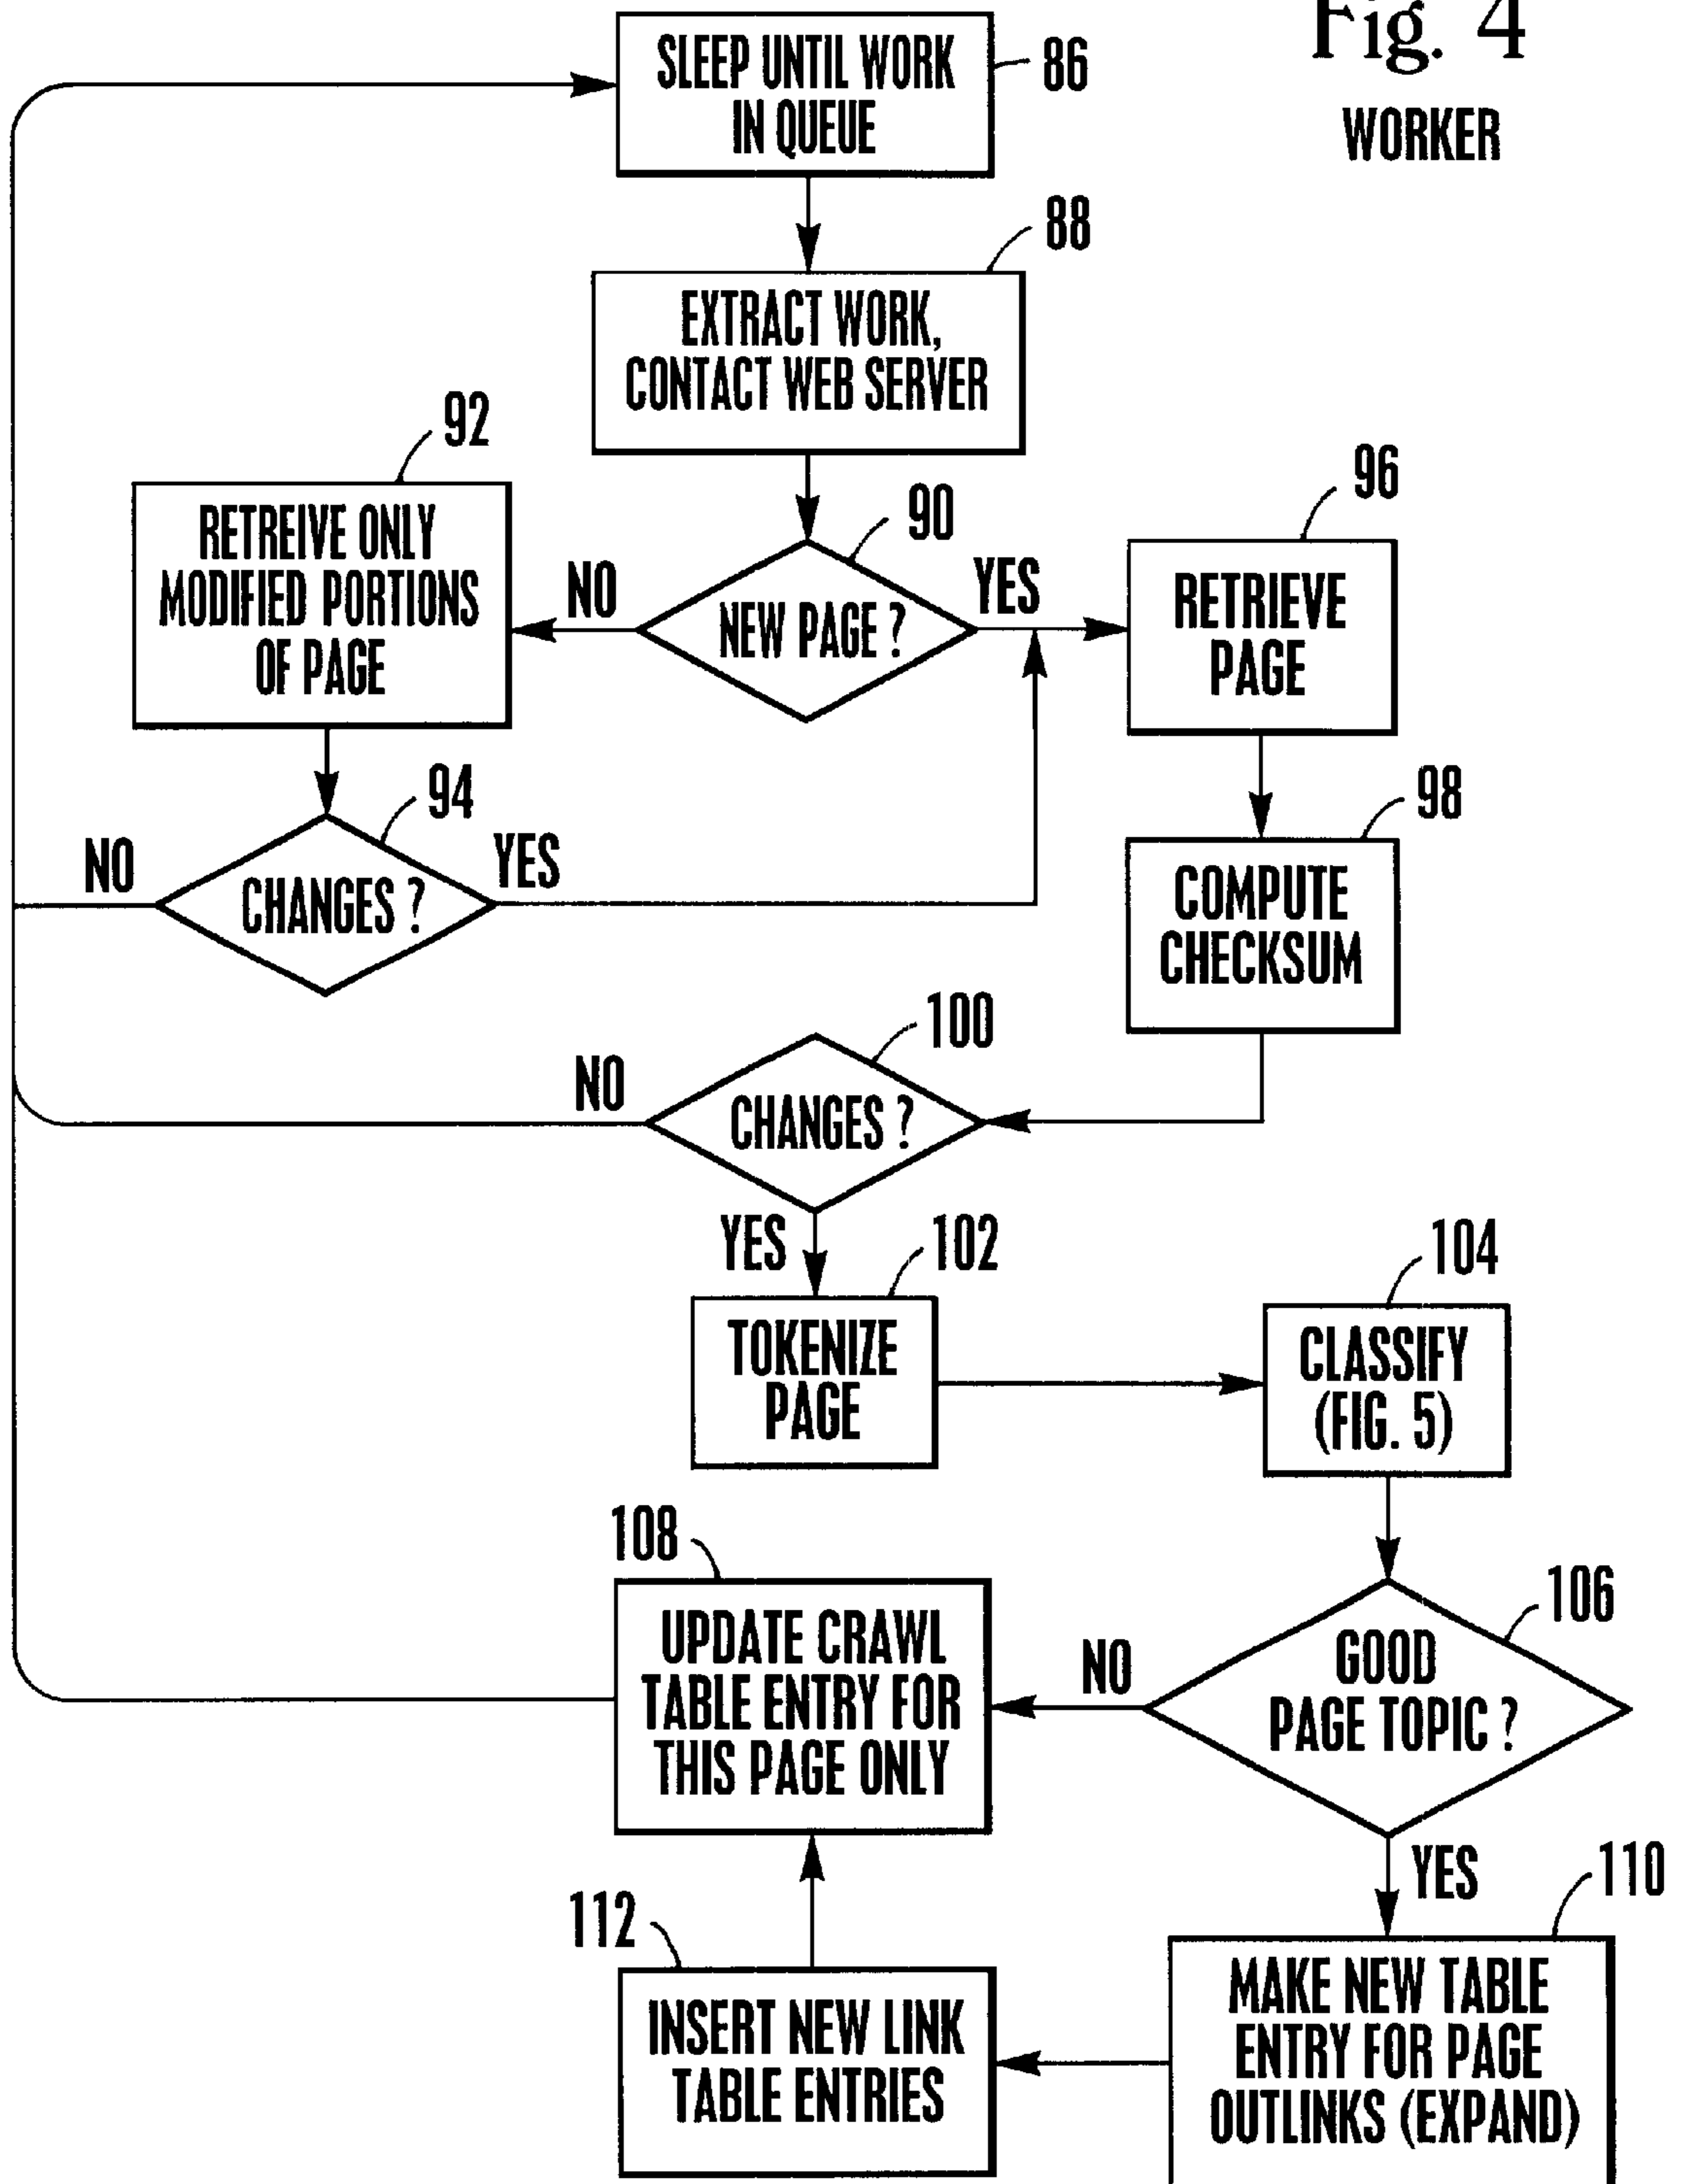 Fig. 4
WORKER
SLEEP UNTIL WORK
IN QUEUE
86
88
EXTRACT WORK,
CONTACT WEB SERVER
92
RETREIVE ONLY
MODIFIED PORTIONS
OF PAGE
90
NO
NEW PAGE ?
YES
96
RETRIEVE
PAGE
94
NO
CHANGES ?
YES
98
COMPUTE
CHECKSUM
100
NO
CHANGES ?
YES
102
TOKENIZE
PAGE
104
CLASSIFY
(FIG. 5)
106
GOOD
PAGE TOPIC ?
NO
YES
108
UPDATE CRAWL
TABLE ENTRY FOR
THIS PAGE ONLY
110
MAKE NEW TABLE
ENTRY FOR PAGE
OUTLINKS (EXPAND)
112
INSERT NEW LINK
TABLE ENTRIES